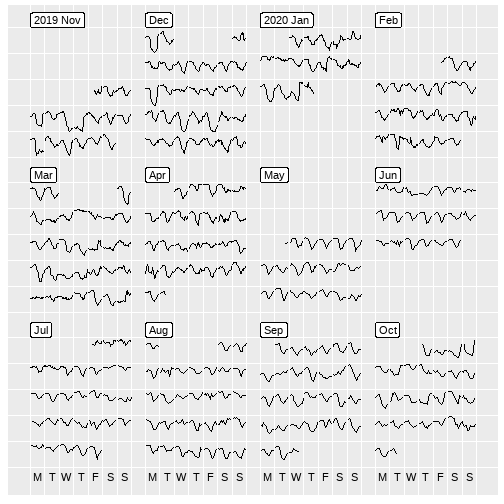 2019 Nov Dec 2020 Jan Feb
Mar Apr May Jun
Jul Aug Sep Oct
M T W T F S S M T W T F S S M T W T F S S M T W T F S S